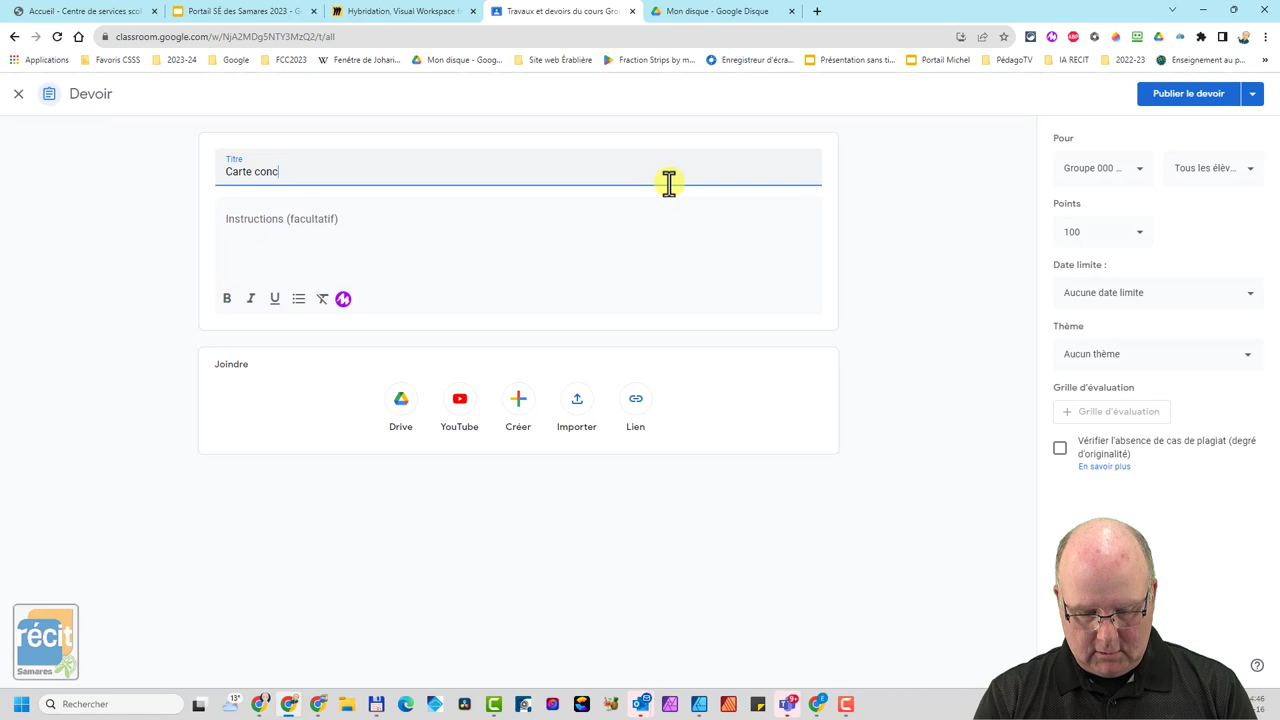 Accueil - Centre de services scol
Portail SÉ des Samares 2023 - G
Hybridation, Visual Workspace f
Travaux et devoirs du cours Gro
Mon disque - Google Disque
classroom.google.com/w/NjA2MDg5NTY3MzQ2/t/all
Applications
Favoris CSSS
2023-24
Google
FCC2023
Fenêtre de Johari...
Mon disque - Goog...
Site web Érablière
Fraction Strips by m...
Enregistreur d'écra...
Présentation sans ti...
Portail Michel
PédagoTV
IA RECIT
2022-23
Enseignement au p...
Devoir
Publier le devoir
Titre
Carte conc
Instructions (facultatif)
B I U
Joindre
Drive
YouTube
Créer
Importer
Lien
Pour
Groupe 000 ...
Tous les élèv...
Points
100
Date limite :
Aucune date limite
Thème
Aucun thème
Grille d'évaluation
+ Grille d'évaluation
Vérifier l'absence de cas de plagiat (degré
d'originalité)
En savoir plus
récit
Samares
Rechercher
13°
9+